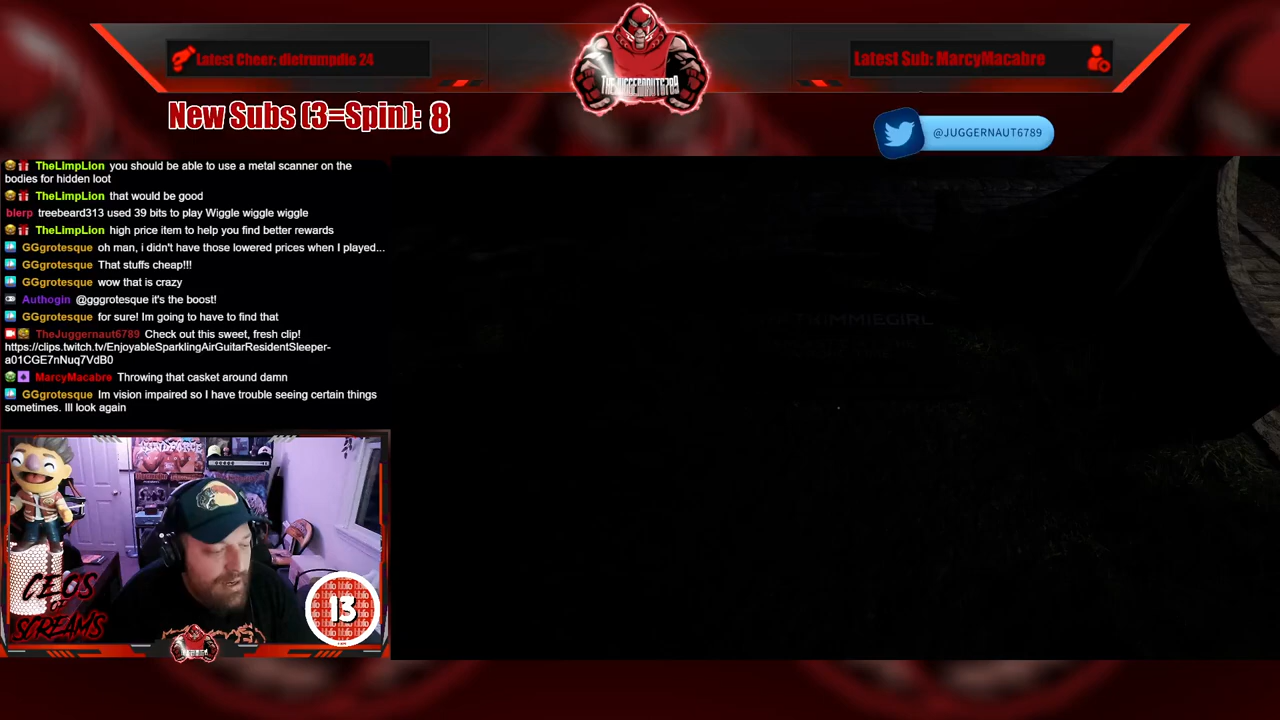 Latest Cheer: dietrumpdie 24
THEJUGGERNAUT6789
Latest Sub: MarcyMacabre
New Subs (3=Spin): 8
@JUGGERNAUT6789
TheLimpLion you should be able to use a metal scanner on the
bodies for hidden loot
TheLimpLion that would be good
blerp treebeard313 used 39 bits to play Wiggle wiggle wiggle
TheLimpLion high price item to help you find better rewards
GGgrotesque oh man, i didn't have those lowered prices when I played...
GGgrotesque That stuffs cheap!!!
GGgrotesque wow that is crazy
Authogin @gggrotesque it's the boost!
GGgrotesque for sure! Im going to have to find that
TheJuggernaut6789 Check out this sweet, fresh clip!
https://clips.twitch.tv/EnjoyableSparklingAirGuitarResidentSleeper-
a01CGE7nNuq7VdB0
MarcyMacabre Throwing that casket around damn
GGgrotesque Im vision impaired so I have trouble seeing certain things
sometimes. Ill look again
CEO'S
OF
SCREAMS
13